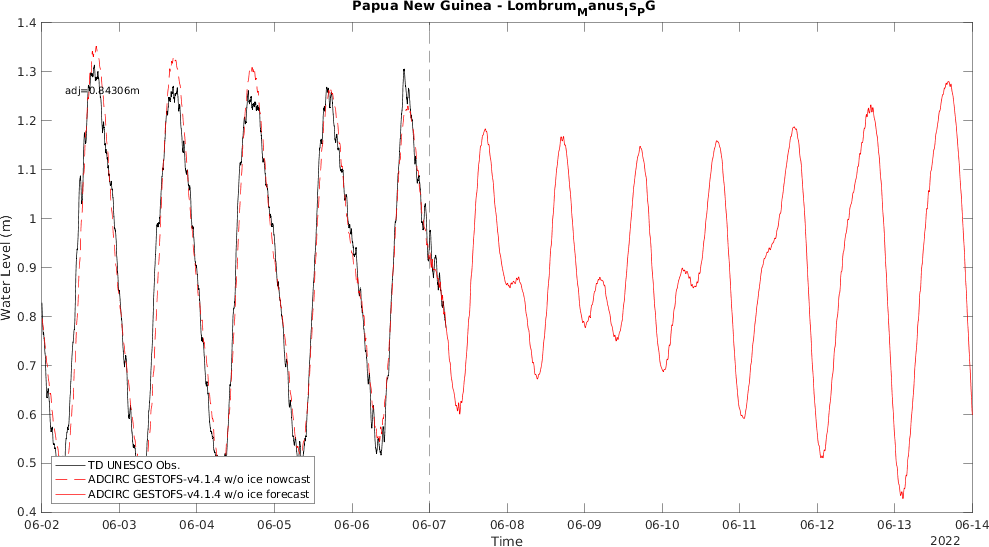 Papua New Guinea - LombrumManusIsPG
1.4
1.3
1.2
1.1
1
0.9
0.8
0.7
0.6
0.5
0.4
Water Level (m)
adj=0.84306m
TD UNESCO Obs.
ADCIRC GESTOFS-v4.1.4 w/o ice nowcast
ADCIRC GESTOFS-v4.1.4 w/o ice forecast
06-02 06-03 06-04 06-05 06-06 06-07 06-08 06-09 06-10 06-11 06-12 06-13 06-14
Time
2022